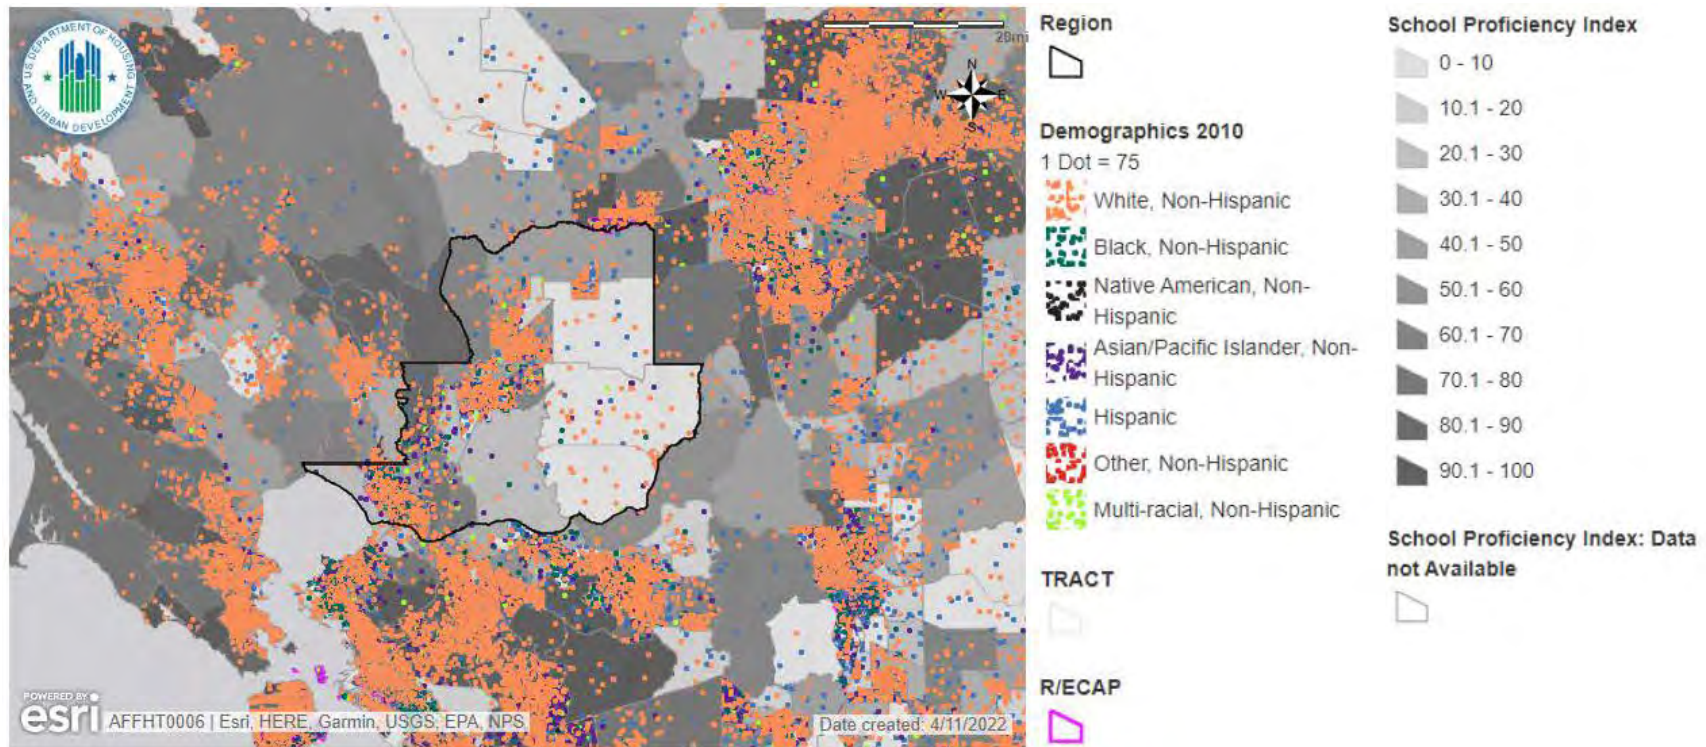 U.S. DEPARTMENT OF HOUSING
AND URBAN DEVELOPMENT
20mi
N
W
E
S
POWERED BY
esri
AFFHT0006 | Esri, HERE, Garmin, USGS, EPA, NPS
Date created: 4/11/2022
Region
Demographics 2010
1 Dot = 75
White, Non-Hispanic
Black, Non-Hispanic
Native American, Non-
Hispanic
Asian/Pacific Islander, Non-
Hispanic
Hispanic
Other, Non-Hispanic
Multi-racial, Non-Hispanic
TRACT
R/ECAP
School Proficiency Index
0 - 10
10.1 - 20
20.1 - 30
30.1 - 40
40.1 - 50
50.1 - 60
60.1 - 70
70.1 - 80
80.1 - 90
90.1 - 100
School Proficiency Index: Data
not Available